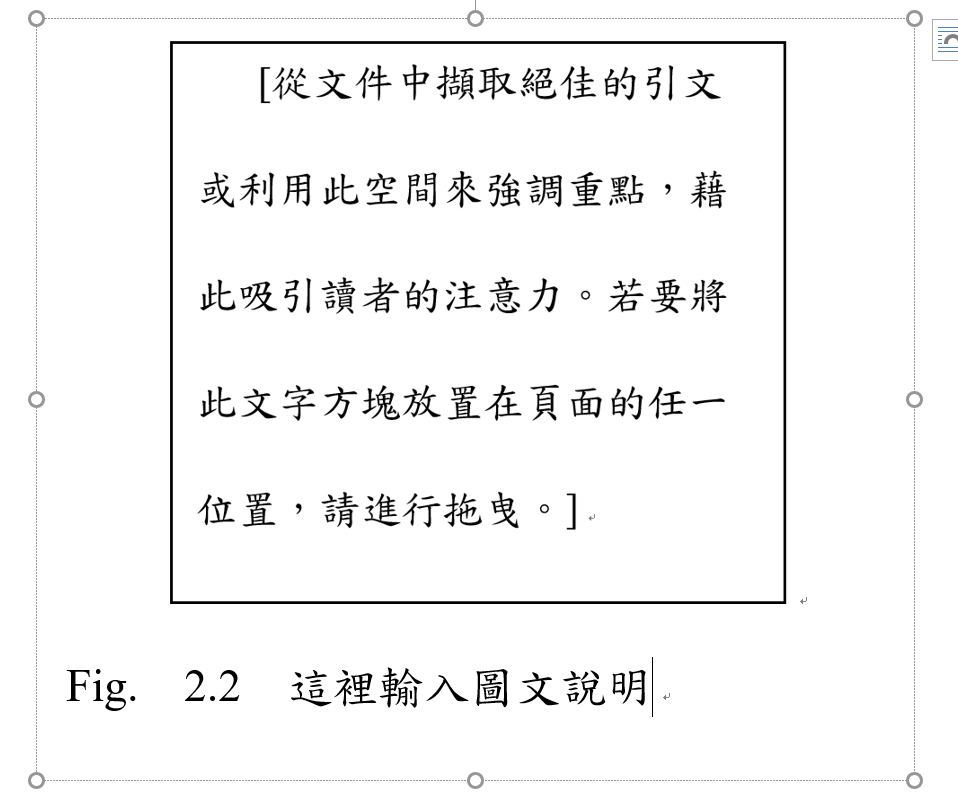 [從文件中擷取絕佳的引文
或利用此空間來強調重點，藉
此吸引讀者的注意力。若要將
此文字方塊放置在頁面的任一
位置，請進行拖曳。]
Fig. 2.2 這裡輸入圖文說明